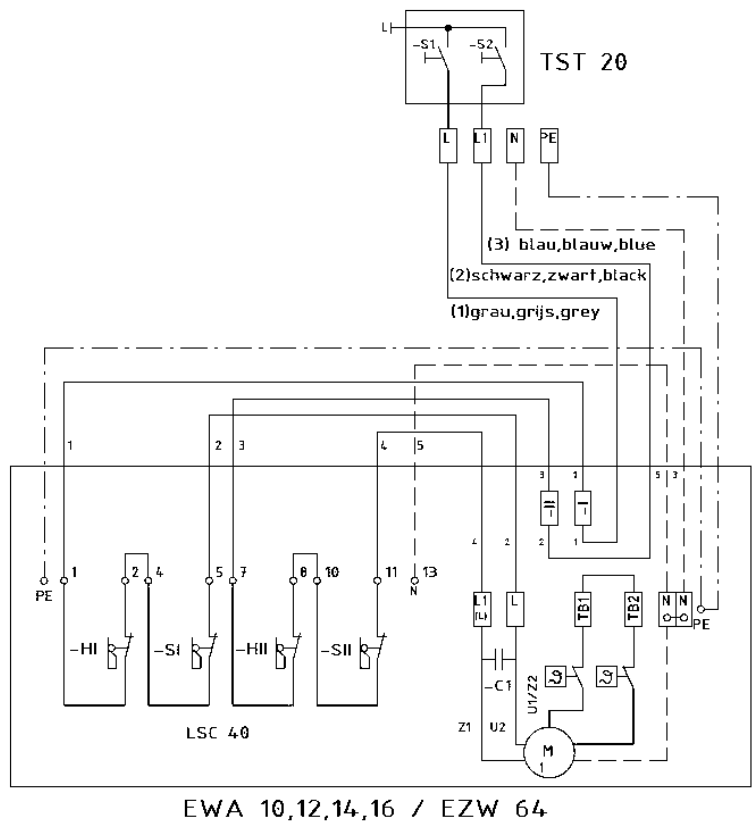 L
-S1
-S2
TST 20
L
L1
N
PE
(3) blau,blauw,blue
(2)schwarz,zwart,black
(1)grau,grijs,grey
1
2
3
4
5
3
1
5
3
II
I
4
2
2
1
PE
1
2
4
5
7
8
10
11
N
13
L1
(L)
L
TB1
TB2
N
N
PE
-HI
-SI
-HII
-SII
-C1
U1/Z2
ϑ
ϑ
LSC 40
Z1
U2
M
1
EWA 10,12,14,16 / EZW 64